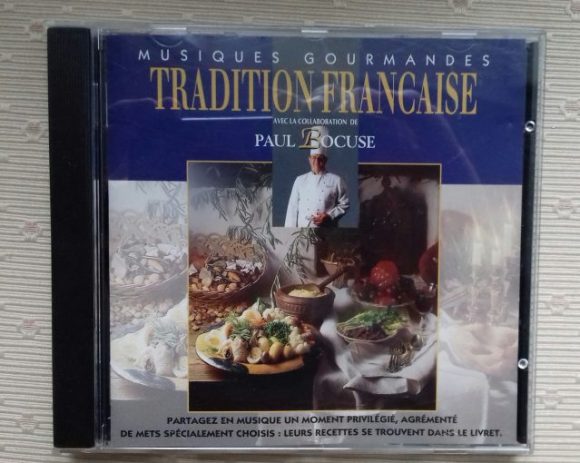 MUSIQUES GOURMANDES
TRADITION FRANCAISE
AVEC LA COLLABORATION DE
PAUL BOCUSE
PARTAGEZ EN MUSIQUE UN MOMENT PRIVILÉGIÉ, AGRÉMENTÉ
DE METS SPÉCIALEMENT CHOISIS : LEURS RECETTES SE TROUVENT DANS LE LIVRET.